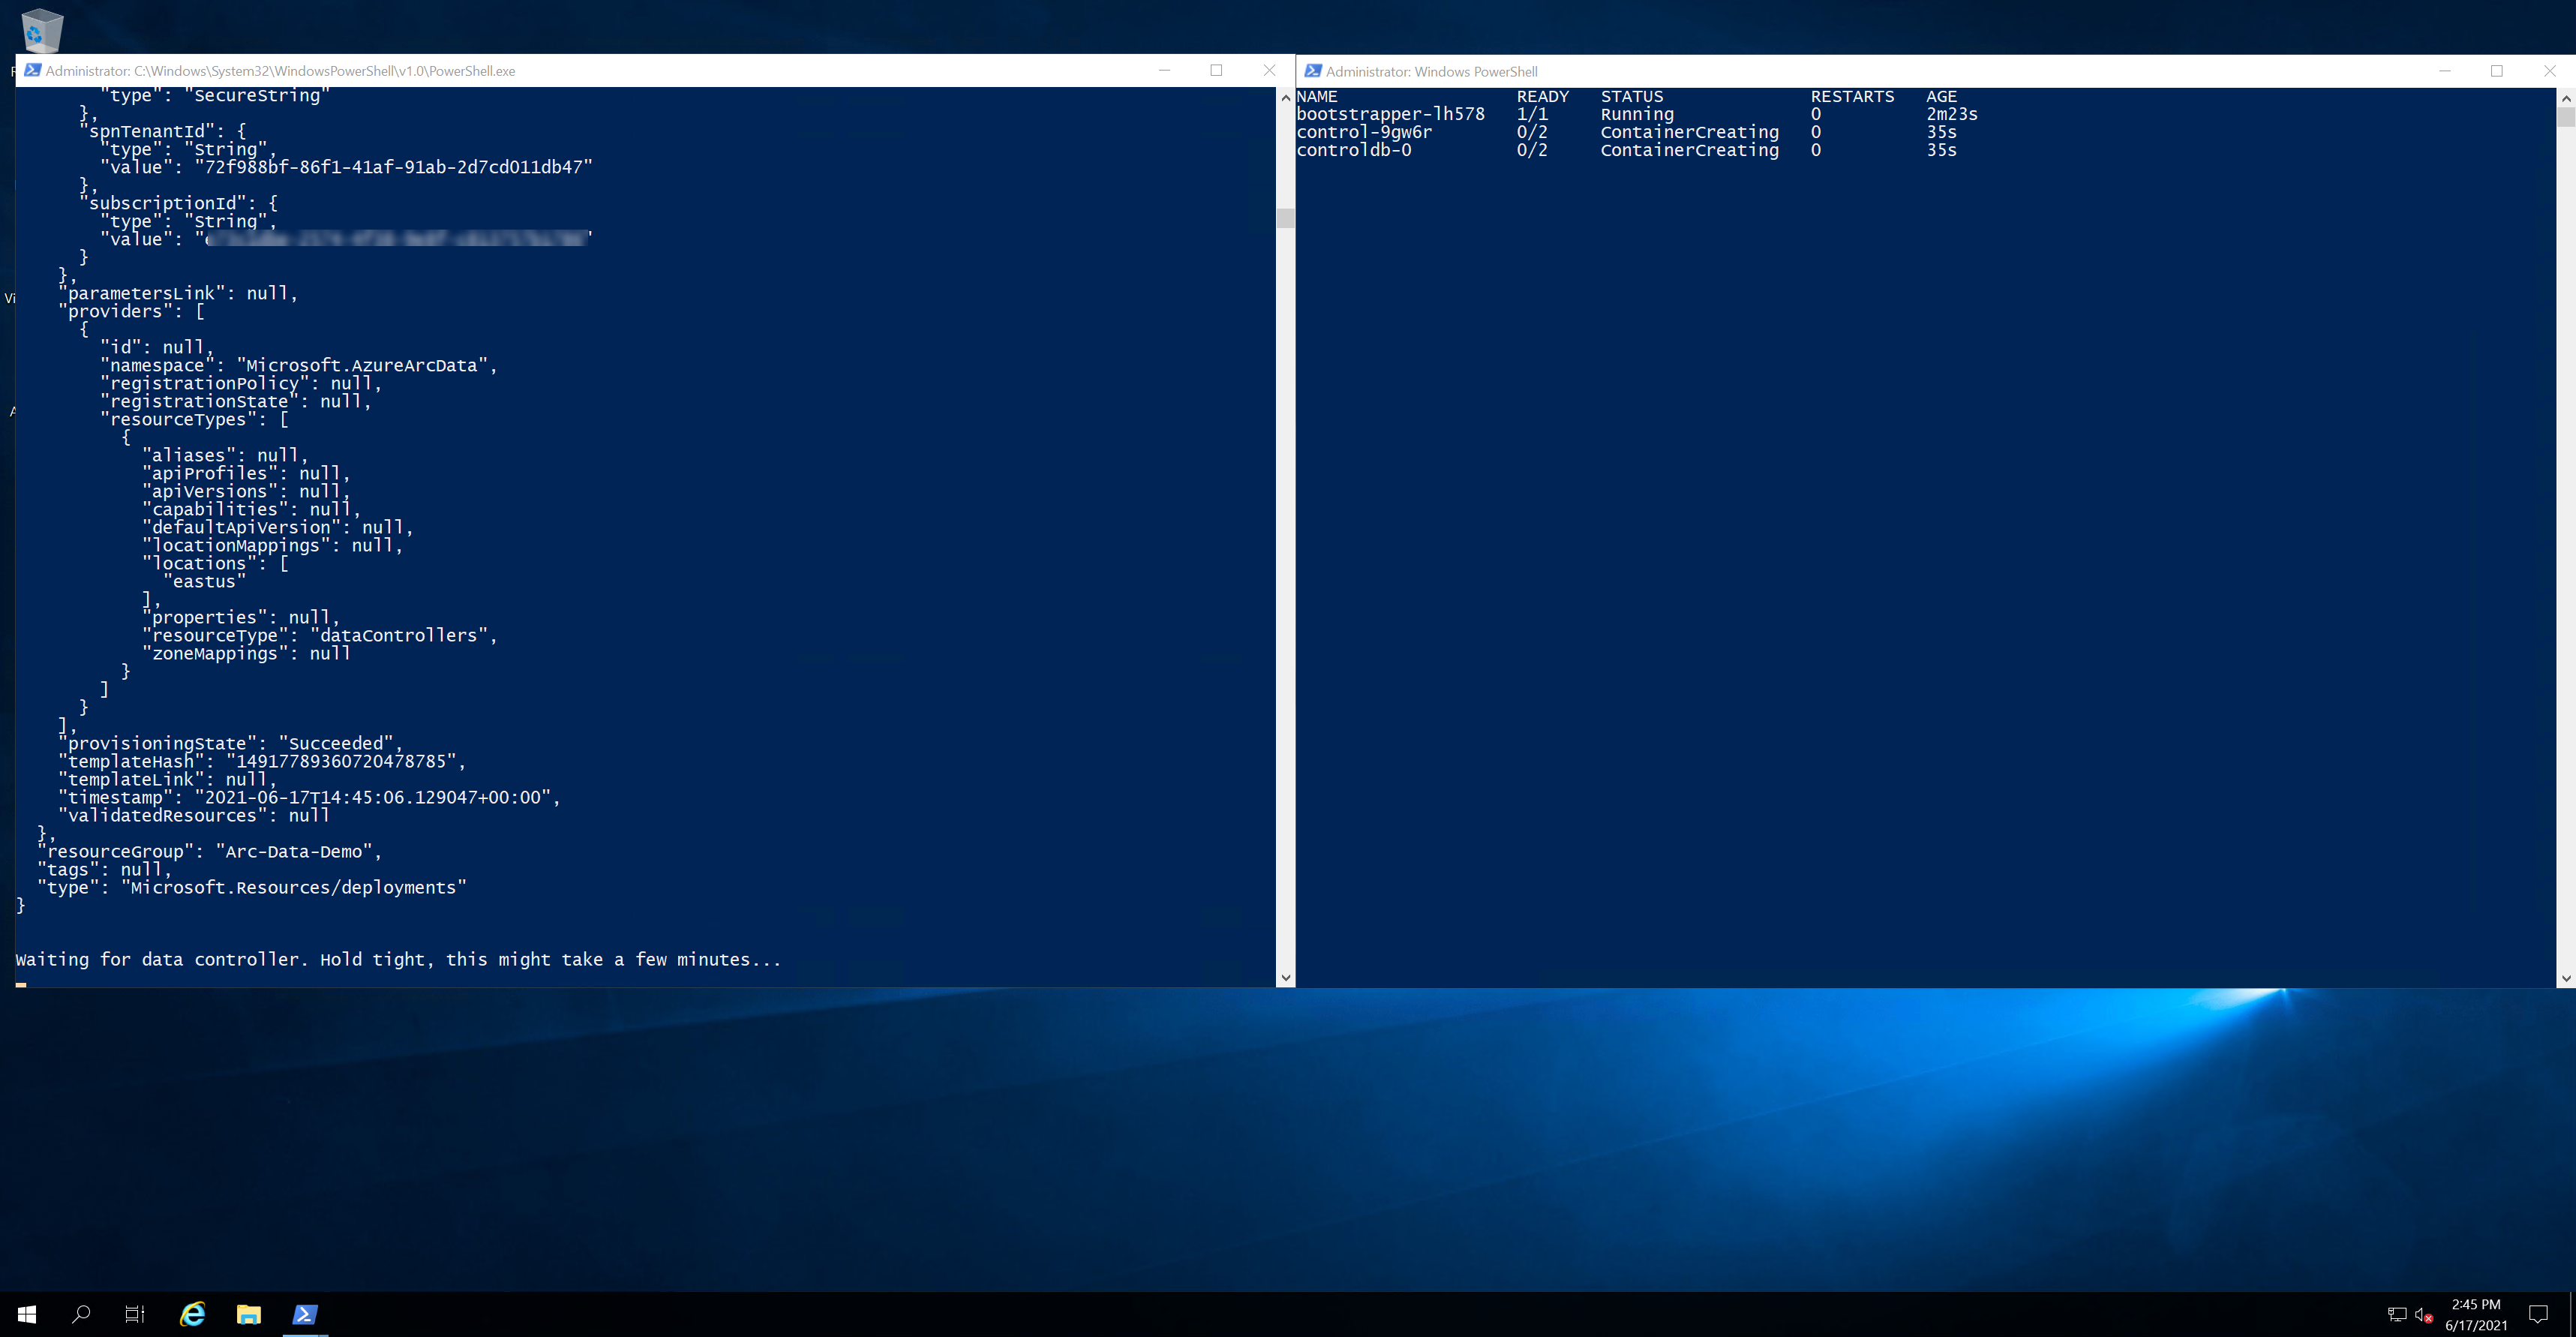 Administrator: C:\Windows\System32\WindowsPowerShell\v1.0\PowerShell.exe
"type": "SecureString"
},
"spnTenantId": {
"type": "String",
"value": "72f988bf-86f1-41af-91ab-2d7cd011db47"
},
"subscriptionId": {
"type": "String",
"value": "
}
},
"parametersLink": null,
"providers": [
{
"id": null,
"namespace": "Microsoft.AzureArcData",
"registrationPolicy": null,
"registrationState": null,
"resourceTypes": [
{
"aliases": null,
"apiProfiles": null,
"apiVersions": null,
"capabilities": null,
"defaultApiVersion": null,
"locationMappings": null,
"locations": [
"eastus"
],
"properties": null,
"resourceType": "dataControllers",
"zoneMappings": null
}
]
}
],
"provisioningState": "Succeeded",
"templateHash": "14917789360720478785",
"templateLink": null,
"timestamp": "2021-06-17T14:45:06.129047+00:00",
"validatedResources": null
},
"resourceGroup": "Arc-Data-Demo",
"tags": null,
"type": "Microsoft.Resources/deployments"
}
Waiting for data controller. Hold tight, this might take a few minutes...
Administrator: Windows PowerShell
NAME READY STATUS RESTARTS AGE
bootstrapper-lh578 1/1 Running 0 2m23s
control-9gw6r 0/2 ContainerCreating 0 35s
controldb-0 0/2 ContainerCreating 0 35s
Vi
2:45 PM
6/17/2021